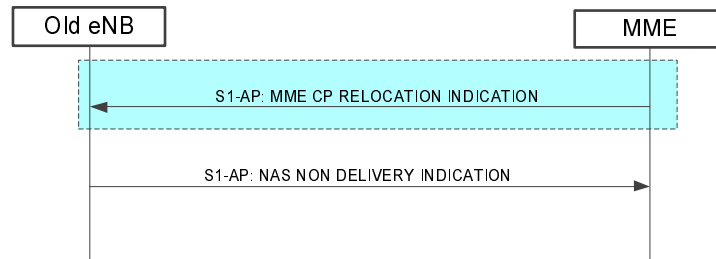 Old eNB
MME
S1-AP: MME CP RELOCATION INDICATION
S1-AP: NAS NON DELIVERY INDICATION